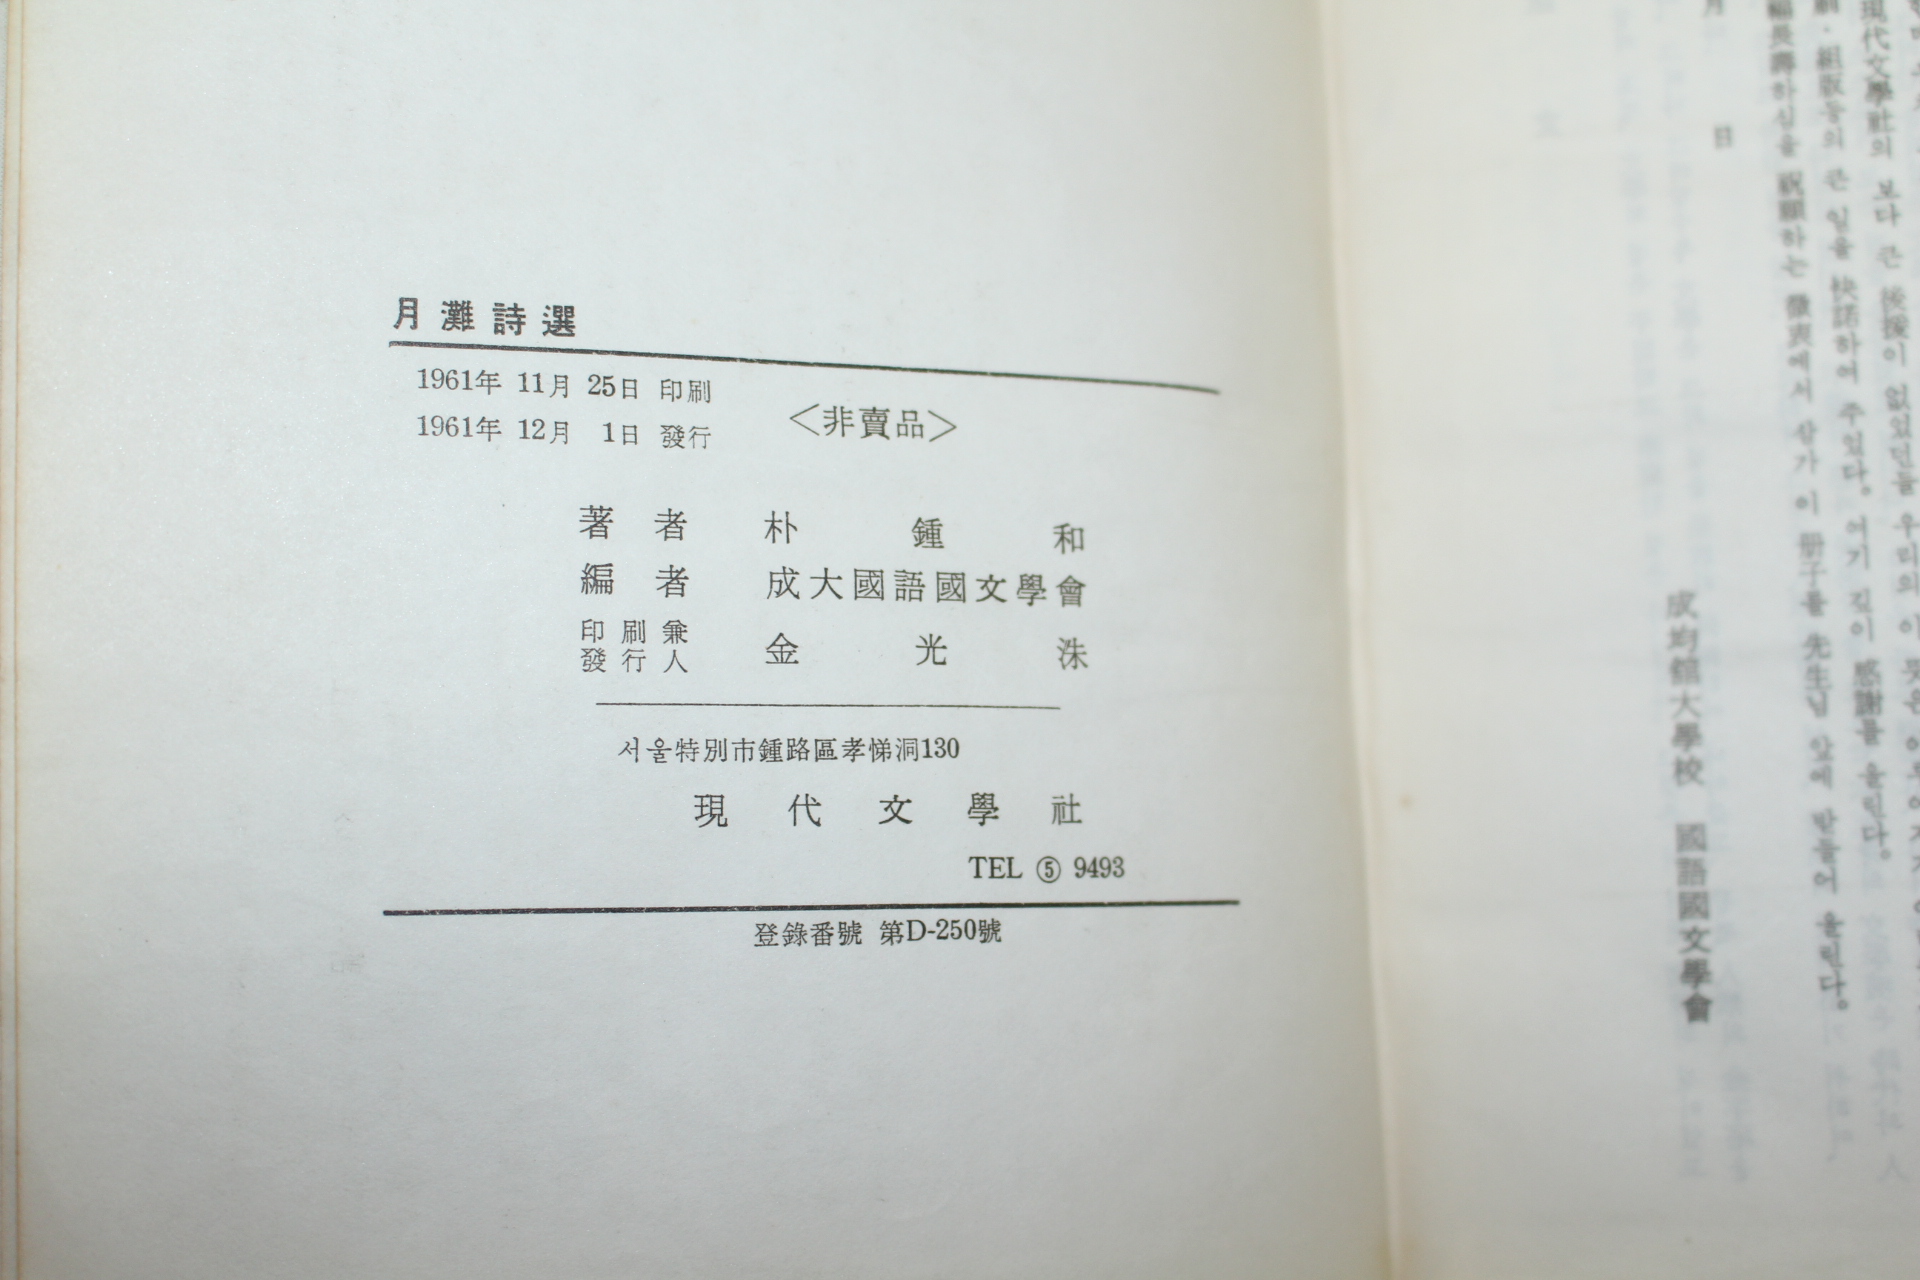 月灘詩選
1961年 11月 25日 印刷
1961年 12月 1日 發行
<非賣品>
著者 朴鍾和
編者 成大國語國文學會
印刷兼
發行人 金光洙
서울特別市鍾路區孝悌洞130
現代文學社
TEL ⑤ 9493
登錄番號 第D-250號
現代文學社의 보다 큰 後援이 없었던들 우리의 이 뜻은
組版等의 큰 일을 快諾하여 주었다。 여기 깊이 感謝를 올린다。
하심을 祝願하는 微衷에서 삼가 이 册子를 先生님 앞에 받들어 올린다。
月 日
成均館大學校 國語國文學會